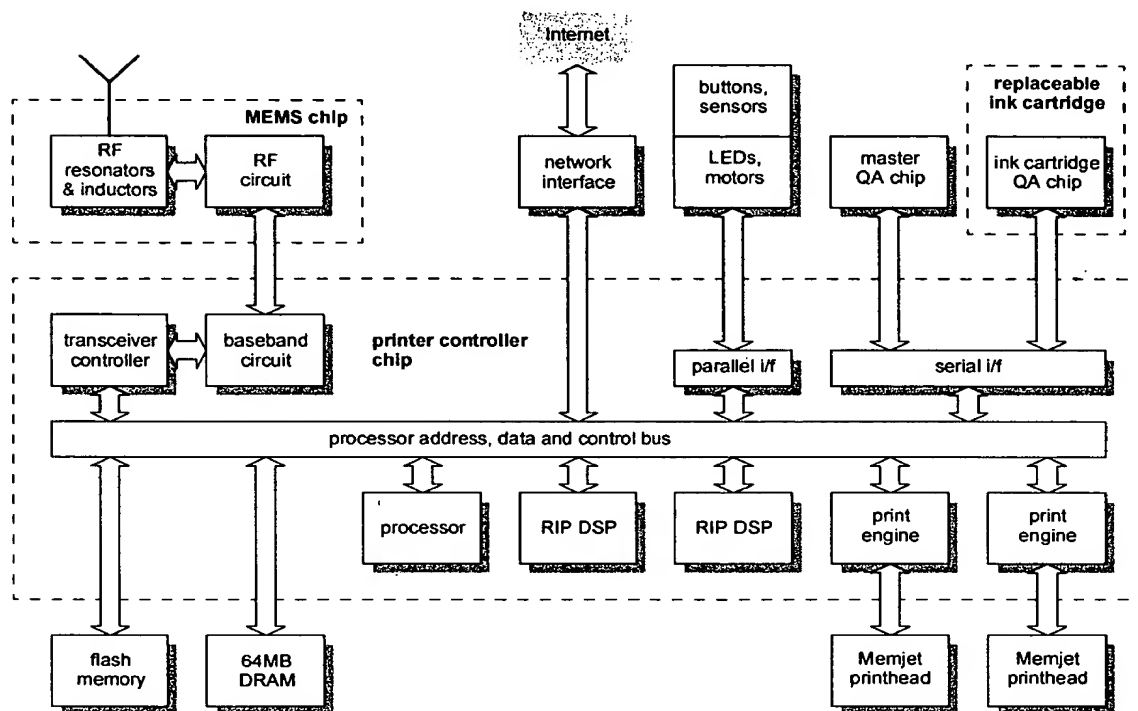 Internet
buttons,
sensors
replaceable
ink cartridge
MEMS chip
RF
resonators
& inductors
RF
circuit
network
interface
LEDs,
motors
master
QA chip
ink cartridge
QA chip
transceiver
controller
baseband
circuit
printer controller
chip
parallel i/f
serial i/f
processor address, data and control bus
processor
RIP DSP
RIP DSP
print
engine
print
engine
flash
memory
64MB
DRAM
Memjet
printhead
Memjet
printhead